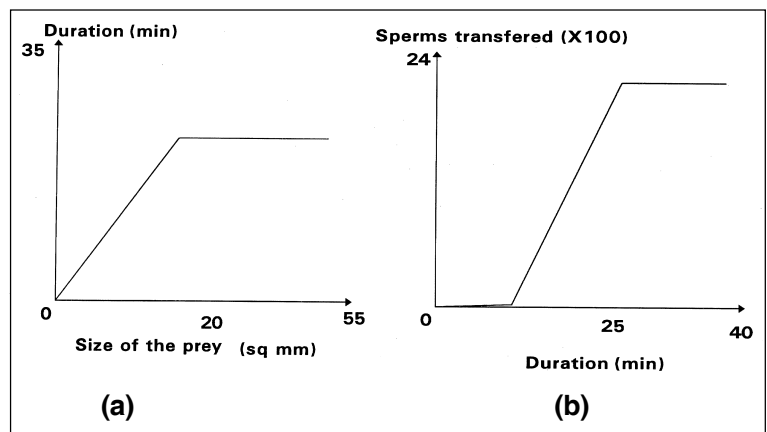 Duration (min)
35
0
20
55
Size of the prey (sq mm)
(a)
Sperms transfered (X100)
24
0
25
40
Duration (min)
(b)